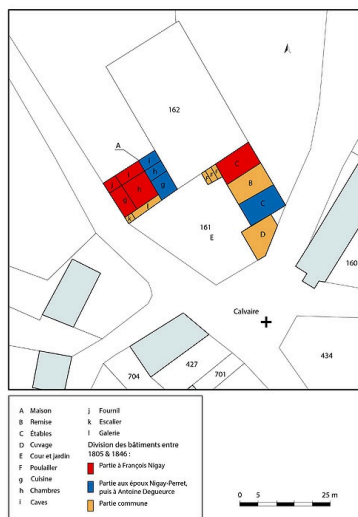 162
A
l
h
g
j
l
g
h
k
l
F
F
F
C
B
C
D
161
E
160
Calvaire
434
704
427
701
A Maison
B Remise
C Étables
D Cuvage
E Cour et jardin
F Poulailler
g Cuisine
h Chambres
i Caves
j Fournil
k Escalier
l Galerie
Division des bâtiments entre
1805 & 1846 :
Partie à François Nigay
Partie aux époux Nigay-Perret,
puis à Antoine Degueurce
Partie commune
0 5 25 m